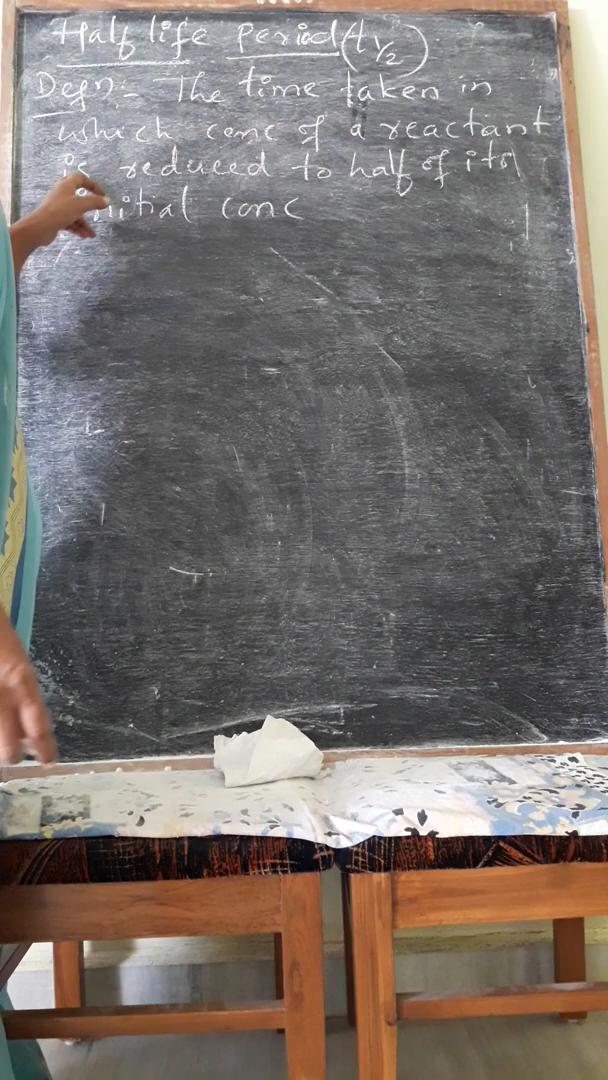 Half life period (t 1/2)
Defn:- The time taken in
which conc of a reactant
is reduced to half of its
initial conc